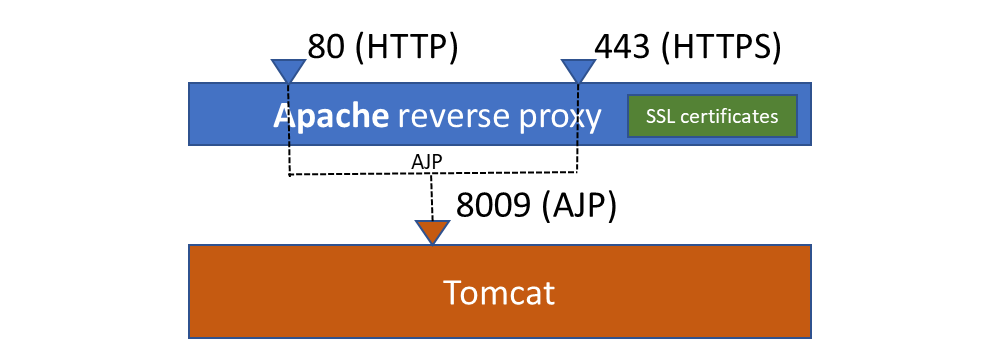 80 (HTTP)
443 (HTTPS)
Apache reverse proxy
SSL certificates
AJP
8009 (AJP)
Tomcat